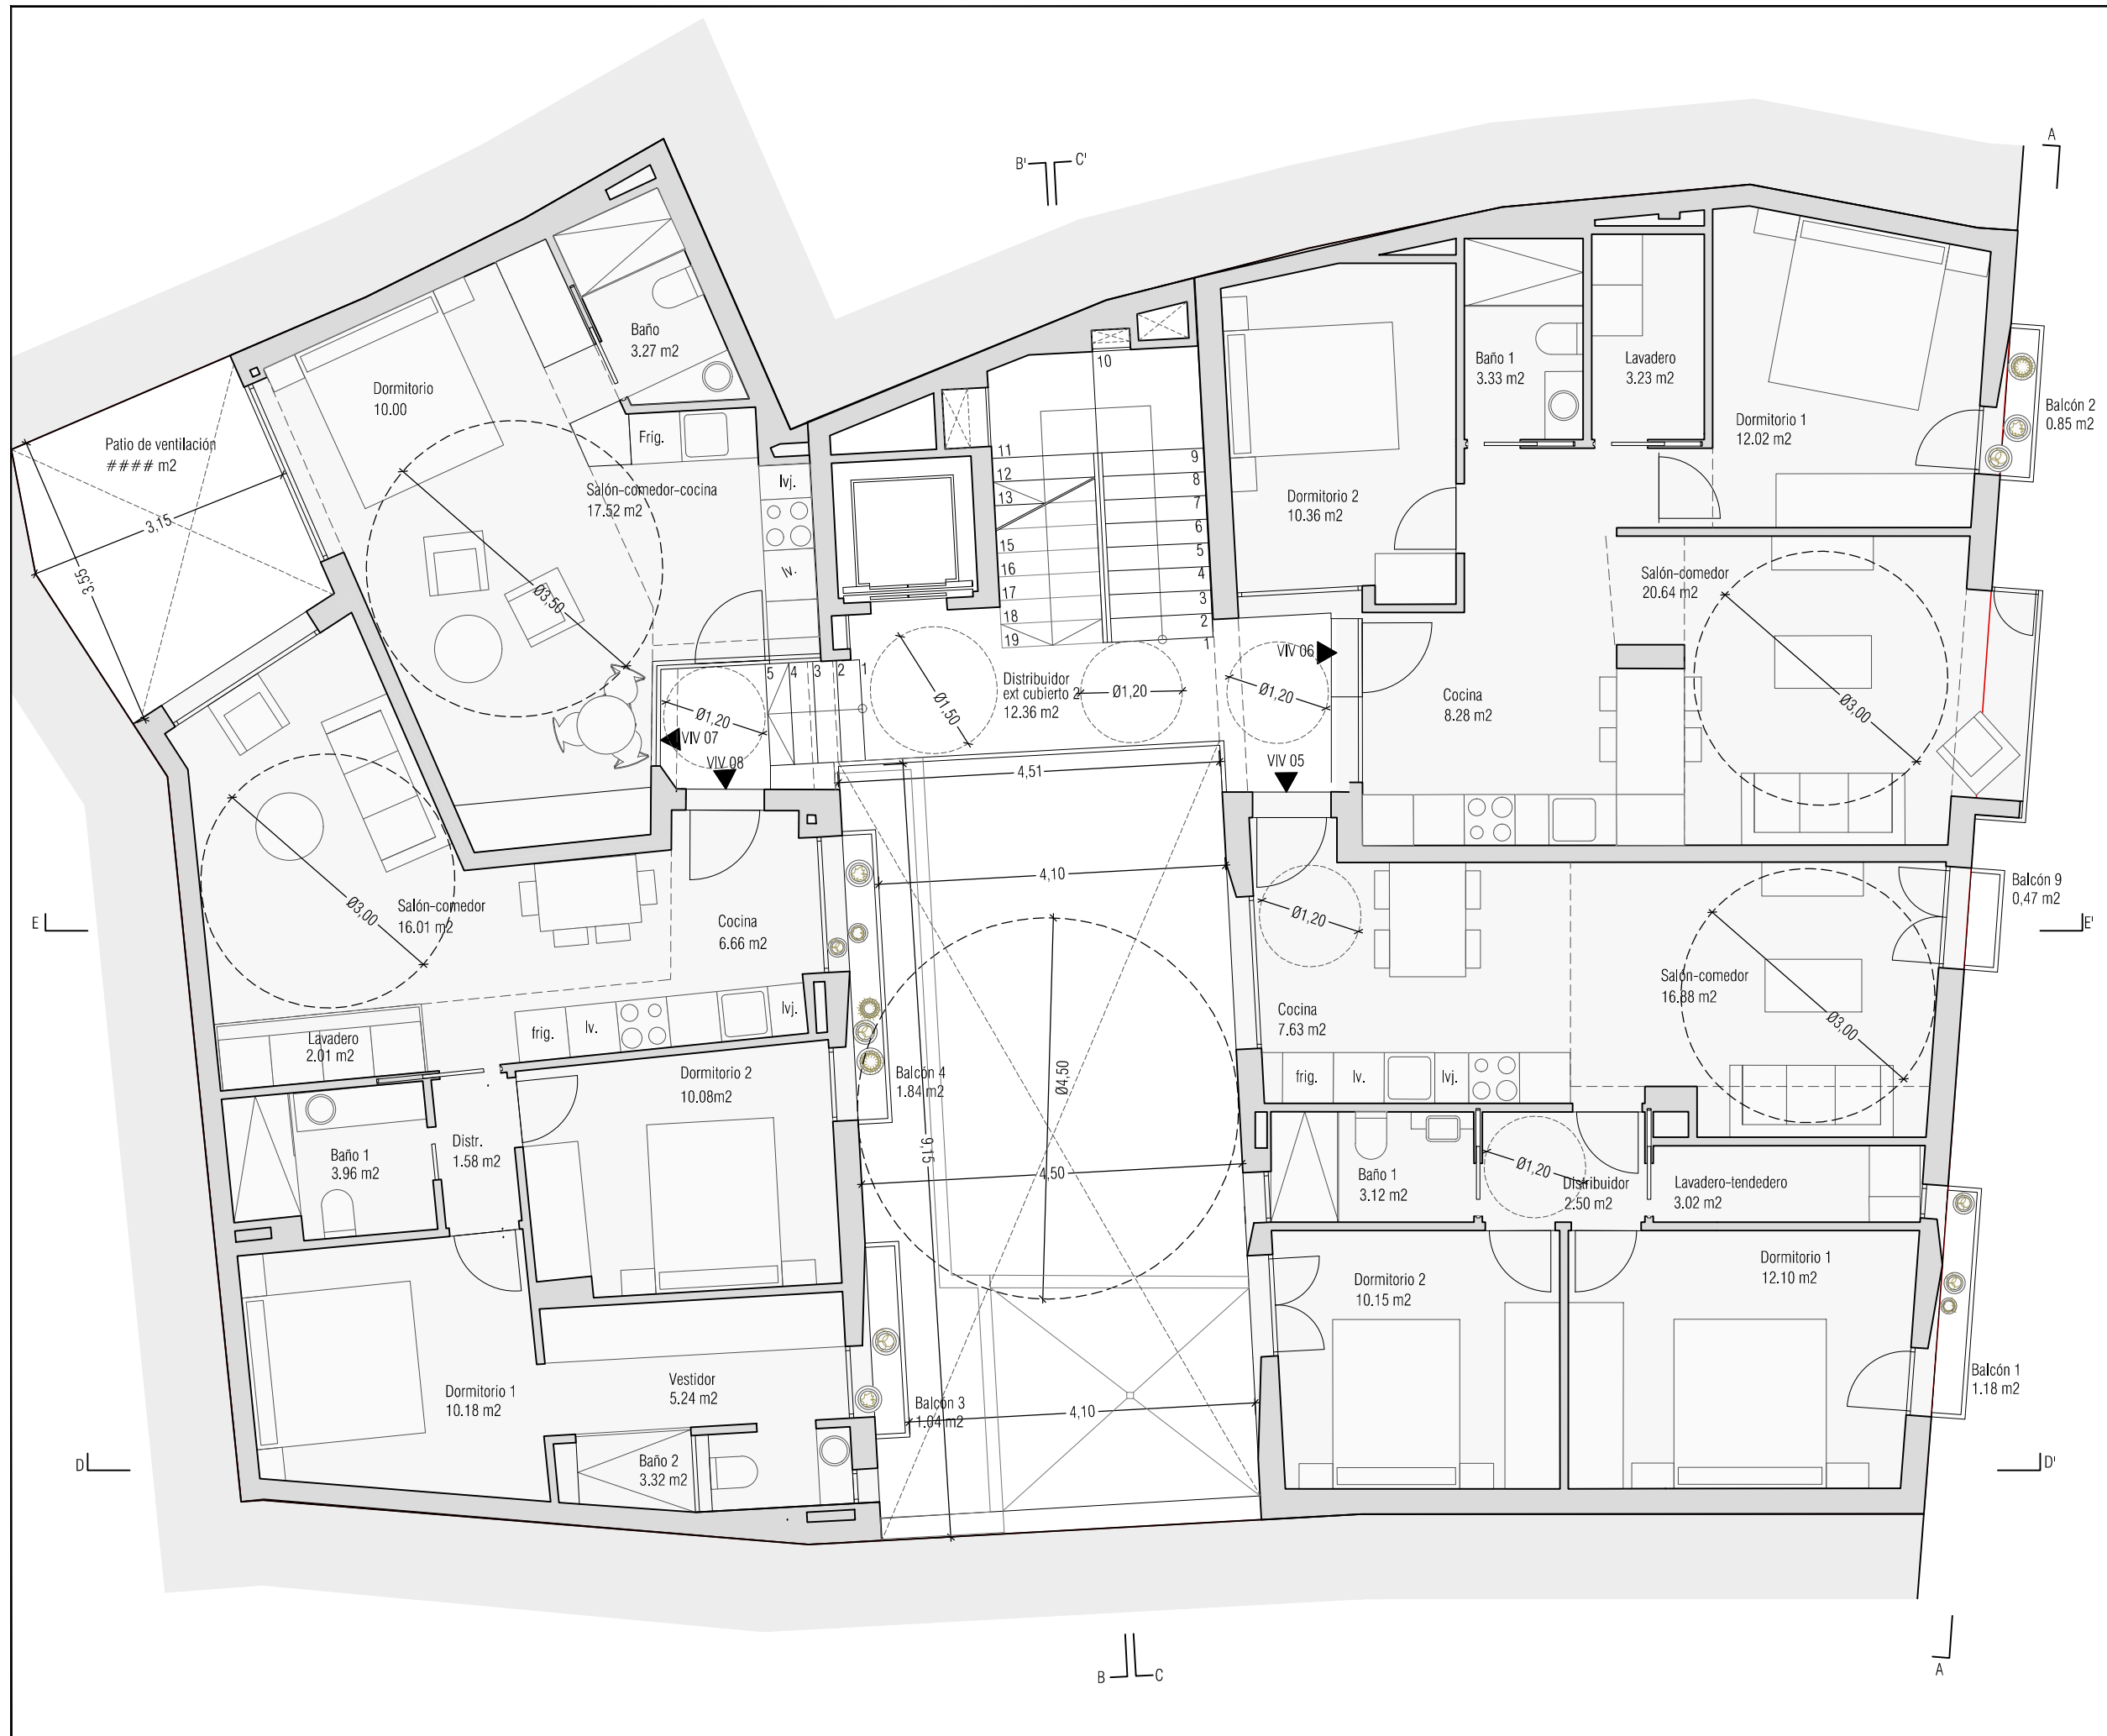 A
B'
C'
Baño
3.27 m2
Dormitorio
10.00
Frig.
Patio de ventilación
#### m2
3,15
3,55
Salón-comedor-cocina
17.52 m2
lvj.
lv.
Ø3,50
10
11
12
13
15
16
17
18
19
9
8
7
6
5
4
3
2
1
Baño 1
3.33 m2
Lavadero
3.23 m2
Dormitorio 1
12.02 m2
Balcón 2
0.85 m2
Dormitorio 2
10.36 m2
Salón-comedor
20.64 m2
Ø3,00
Cocina
8.28 m2
VIV 06
Ø1,20
VIV 05
Distribuidor
ext cubierto 2
12.36 m2
Ø1,20
Ø1,50
5
4
3
2
1
Ø1,20
VIV 07
VIV 08
4,51
4,10
Ø4,50
9,15
4,50
4,10
E
Ø3,00
Salón-comedor
16.01 m2
Cocina
6.66 m2
frig.
lv.
lvj.
Lavadero
2.01 m2
Dormitorio 2
10.08m2
Balcón 4
1.84 m2
Baño 1
3.96 m2
Distr.
1.58 m2
Dormitorio 1
10.18 m2
Vestidor
5.24 m2
Balcón 3
1.04 m2
Baño 2
3.32 m2
D
Balcón 9
0,47 m2
E'
Ø1,20
Salón-comedor
16.88 m2
Ø3,00
Cocina
7.63 m2
frig.
lv.
lvj.
Baño 1
3.12 m2
Ø1,20
Distribuidor
2.50 m2
Lavadero-tendedero
3.02 m2
Dormitorio 2
10.15 m2
Dormitorio 1
12.10 m2
Balcón 1
1.18 m2
D'
B
C
A